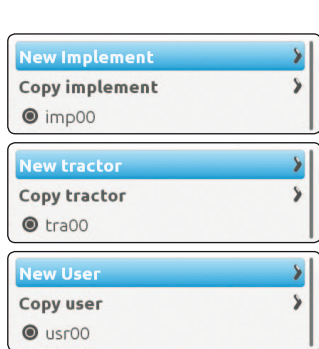 New Implement
Copy implement
imp00
New tractor
Copy tractor
tra00
New User
Copy user
usr00